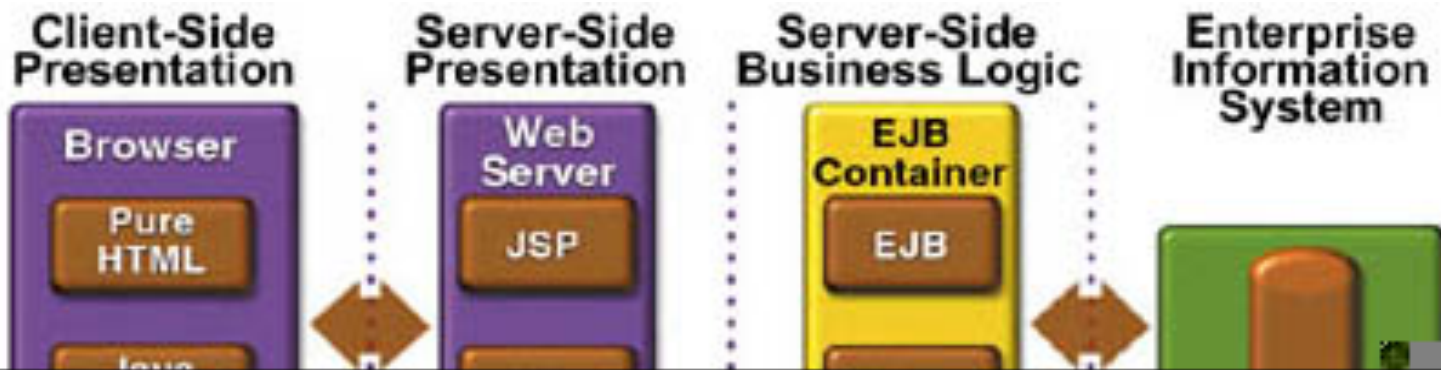 Client-Side
Presentation
Server-Side
Presentation
Server-Side
Business Logic
Enterprise
Information
System
Browser
Pure
HTML
Web
Server
JSP
EJB
Container
EJB